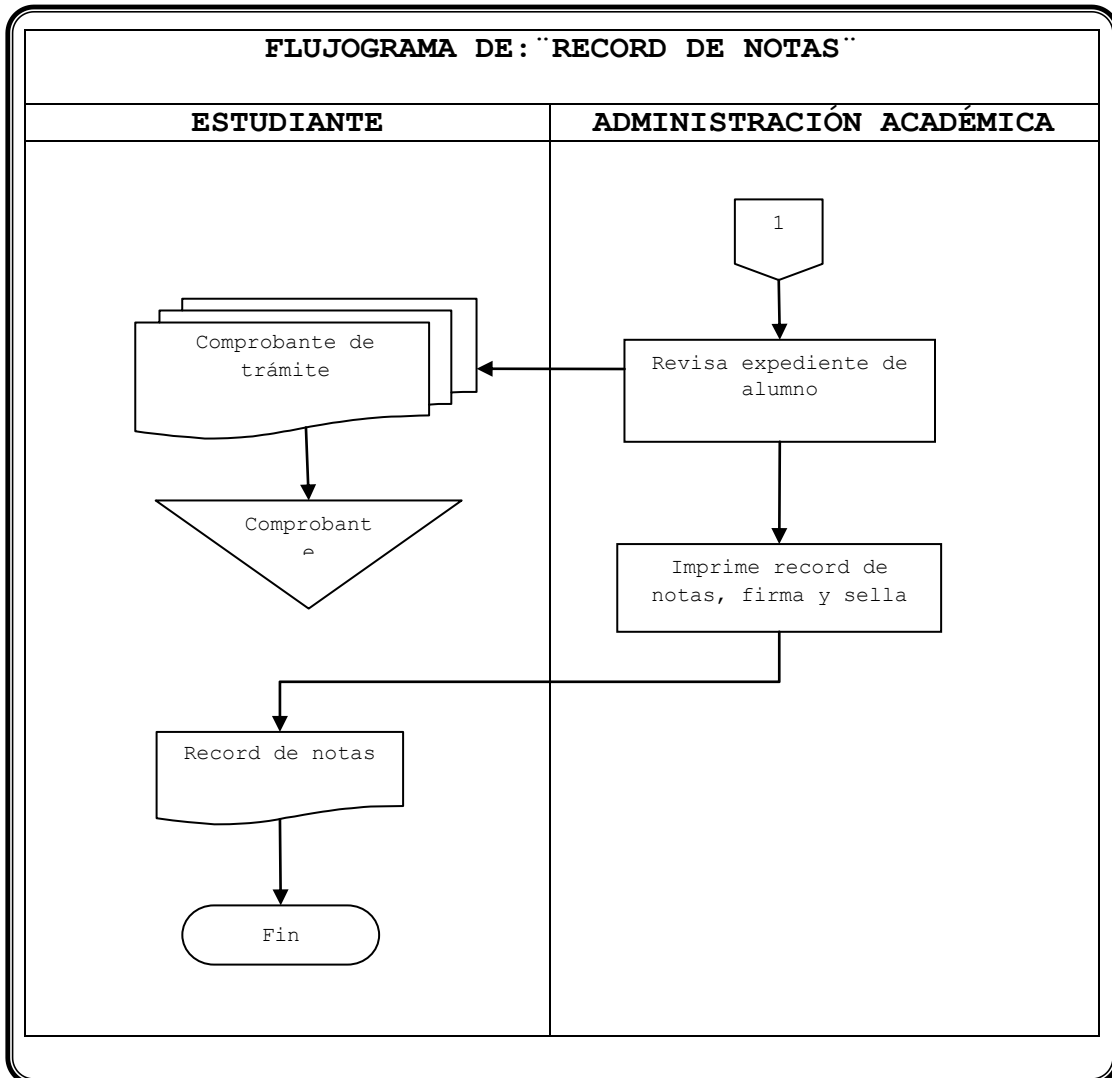 FLUJOGRAMA DE:¨RECORD DE NOTAS¨
ESTUDIANTE
ADMINISTRACIÓN ACADÉMICA
1
Comprobante de
trámite
Revisa expediente de
alumno
Comprobant
e
Imprime record de
notas, firma y sella
Record de notas
Fin